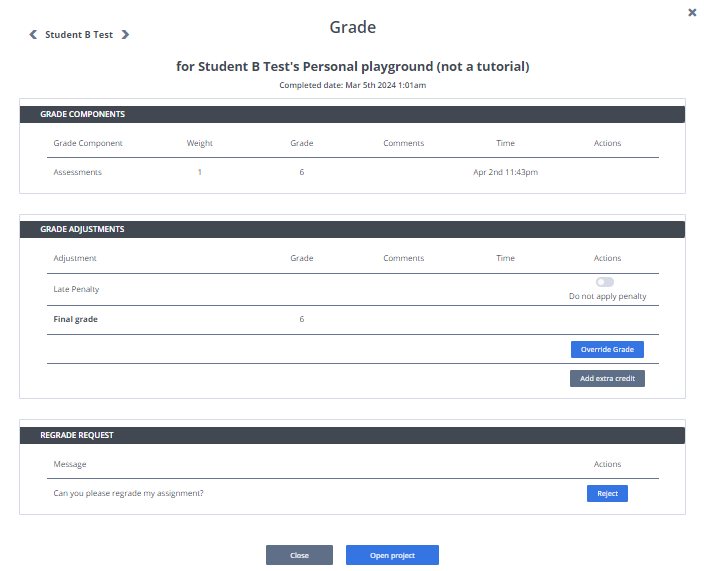 Grade
Student B Test
for Student B Test's Personal playground (not a tutorial)
Completed date: Mar 5th 2024 1:01am
GRADE COMPONENTS
Grade Component Weight Grade Comments Time Actions
Assessments 1 6 Apr 2nd 11:43pm
GRADE ADJUSTMENTS
Adjustment Grade Comments Time Actions
Late Penalty
Do not apply penalty
Final grade 6
Override Grade
Add extra credit
REGRADE REQUEST
Message Actions
Can you please regrade my assignment? Reject
Close Open project